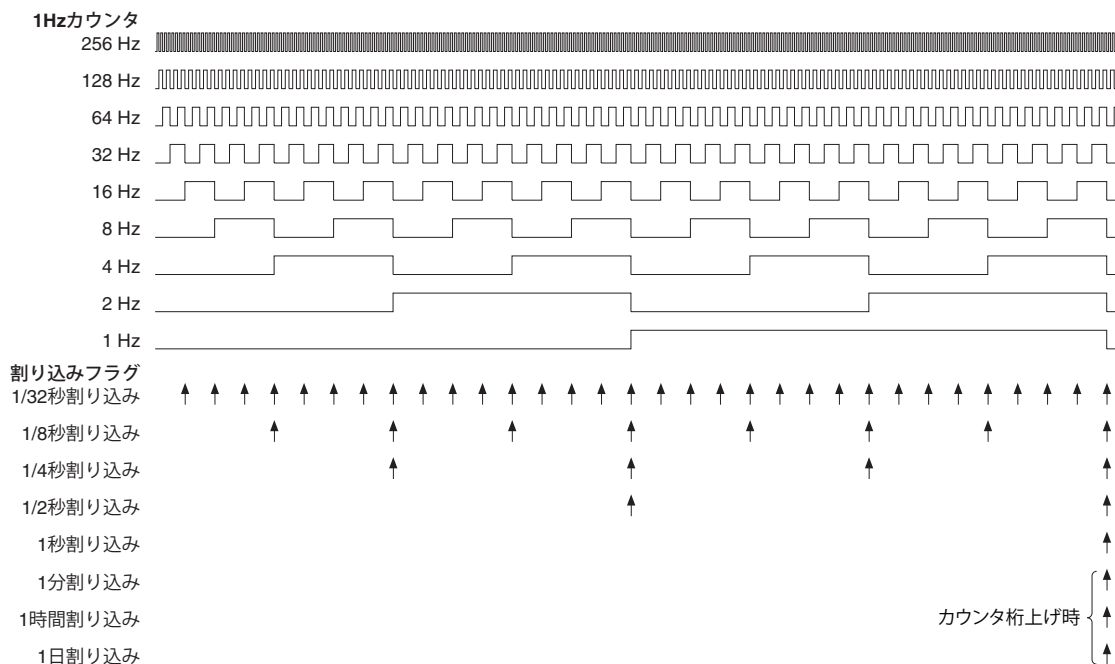 1Hzカウンタ
256 Hz
128 Hz
64 Hz
32 Hz
16 Hz
8 Hz
4 Hz
2 Hz
1 Hz
割り込みフラグ
1/32秒割り込み
1/8秒割り込み
1/4秒割り込み
1/2秒割り込み
1秒割り込み
1分割り込み
1時間割り込み
カウンタ桁上げ時
1日割り込み